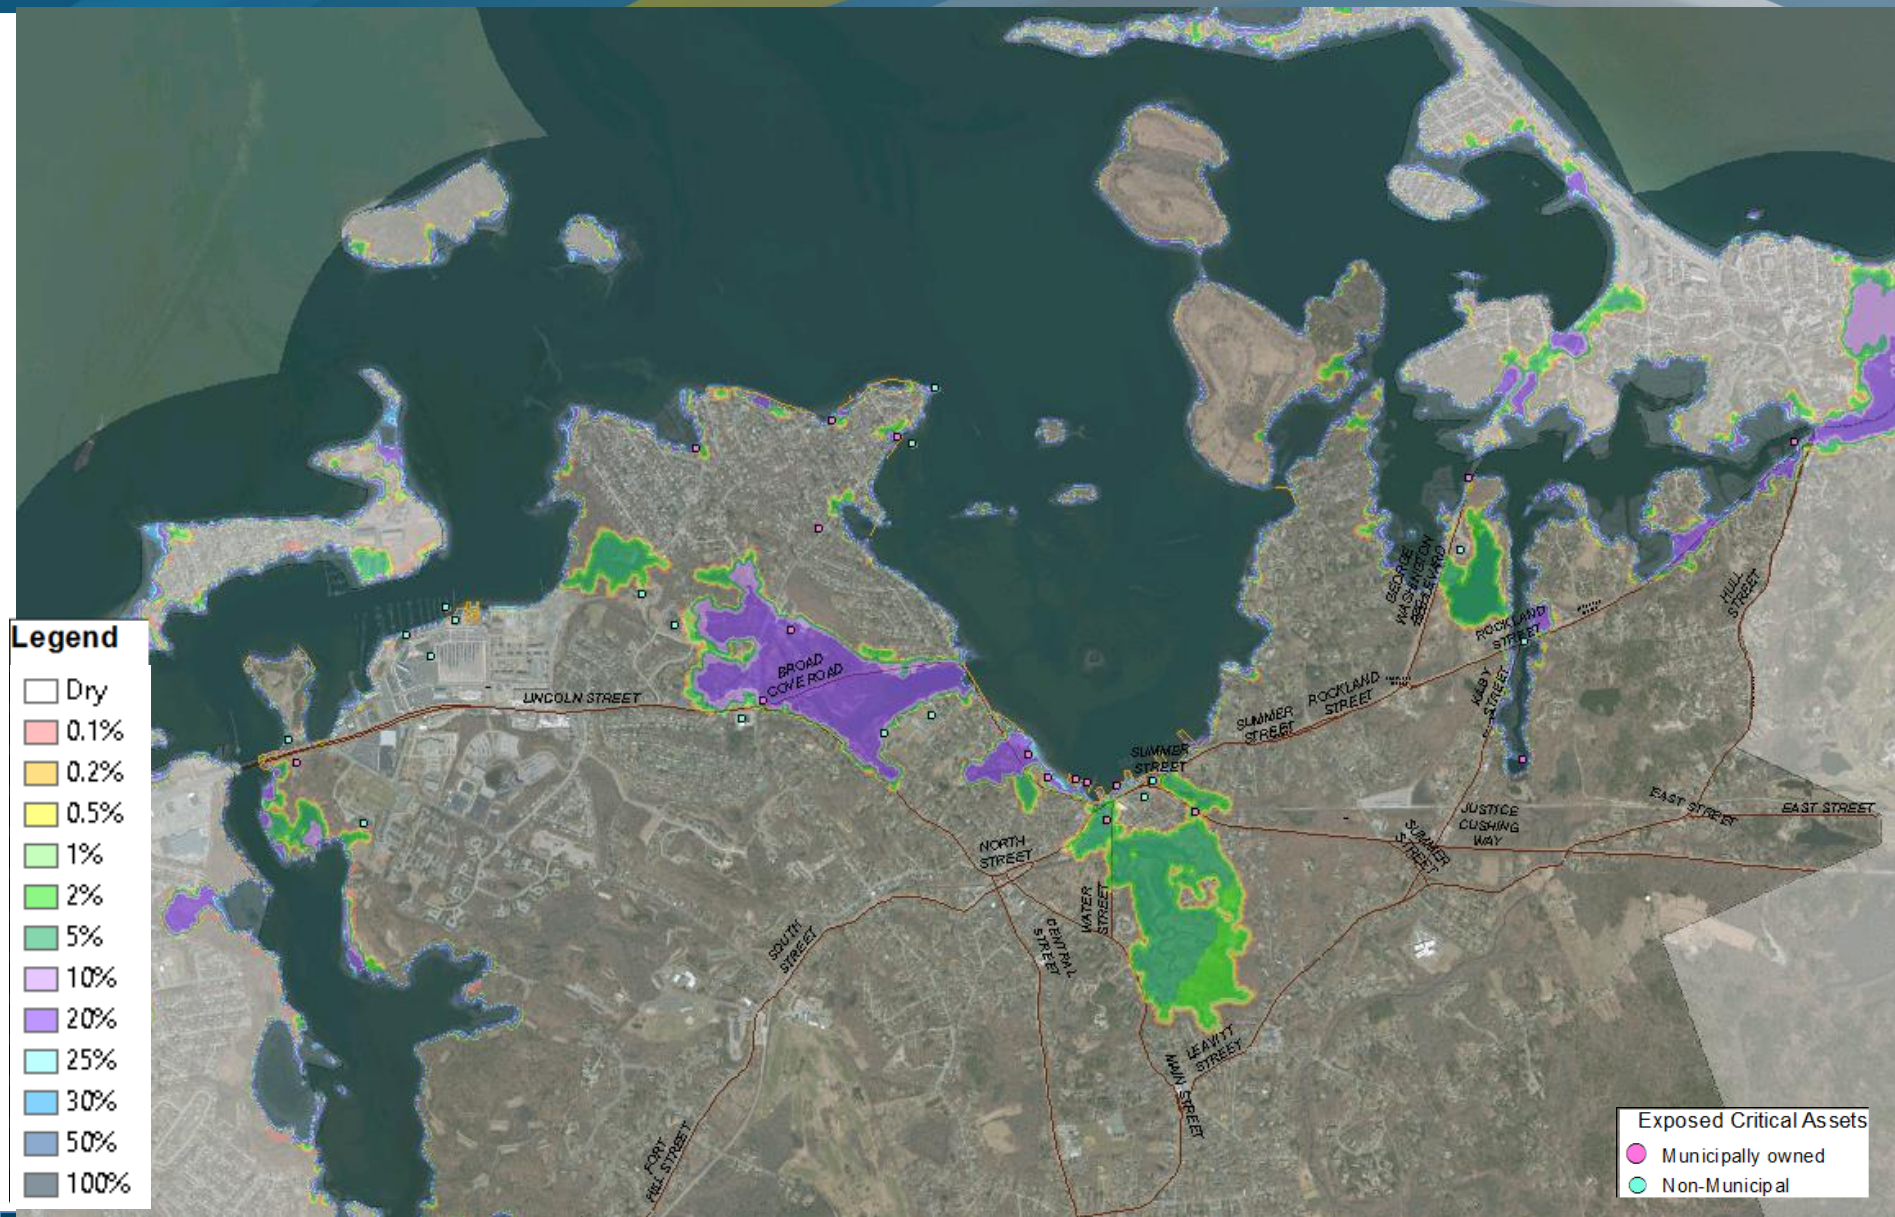 GEORGE
WASHINGTON
BOULEVARD
HULL
STREET
ROCKLAND
STREET
BROAD
COVE ROAD
LINCOLN STREET
ROCKLAND
STREET
KILBY
STREET
SUMMER
STREET
SUMMER
STREET
EAST STREET
EAST STREET
JUSTICE
CUSHING
WAY
SUMMER
STREET
NORTH
STREET
WATER
STREET
CENTRAL
STREET
SOUTH
STREET
LEAVITT
STREET
MAIN STREET
FORT
HILL STREET
Legend
Dry
0.1%
0.2%
0.5%
1%
2%
5%
10%
20%
25%
30%
50%
100%
Exposed Critical Assets
Municipally owned
Non-Municipal